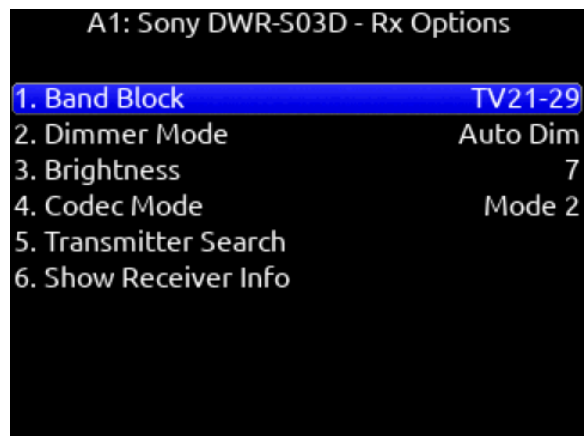 A1: Sony DWR-S03D - Rx Options
1. Band Block TV21-29
2. Dimmer Mode Auto Dim
3. Brightness 7
4. Codec Mode Mode 2
5. Transmitter Search
6. Show Receiver Info